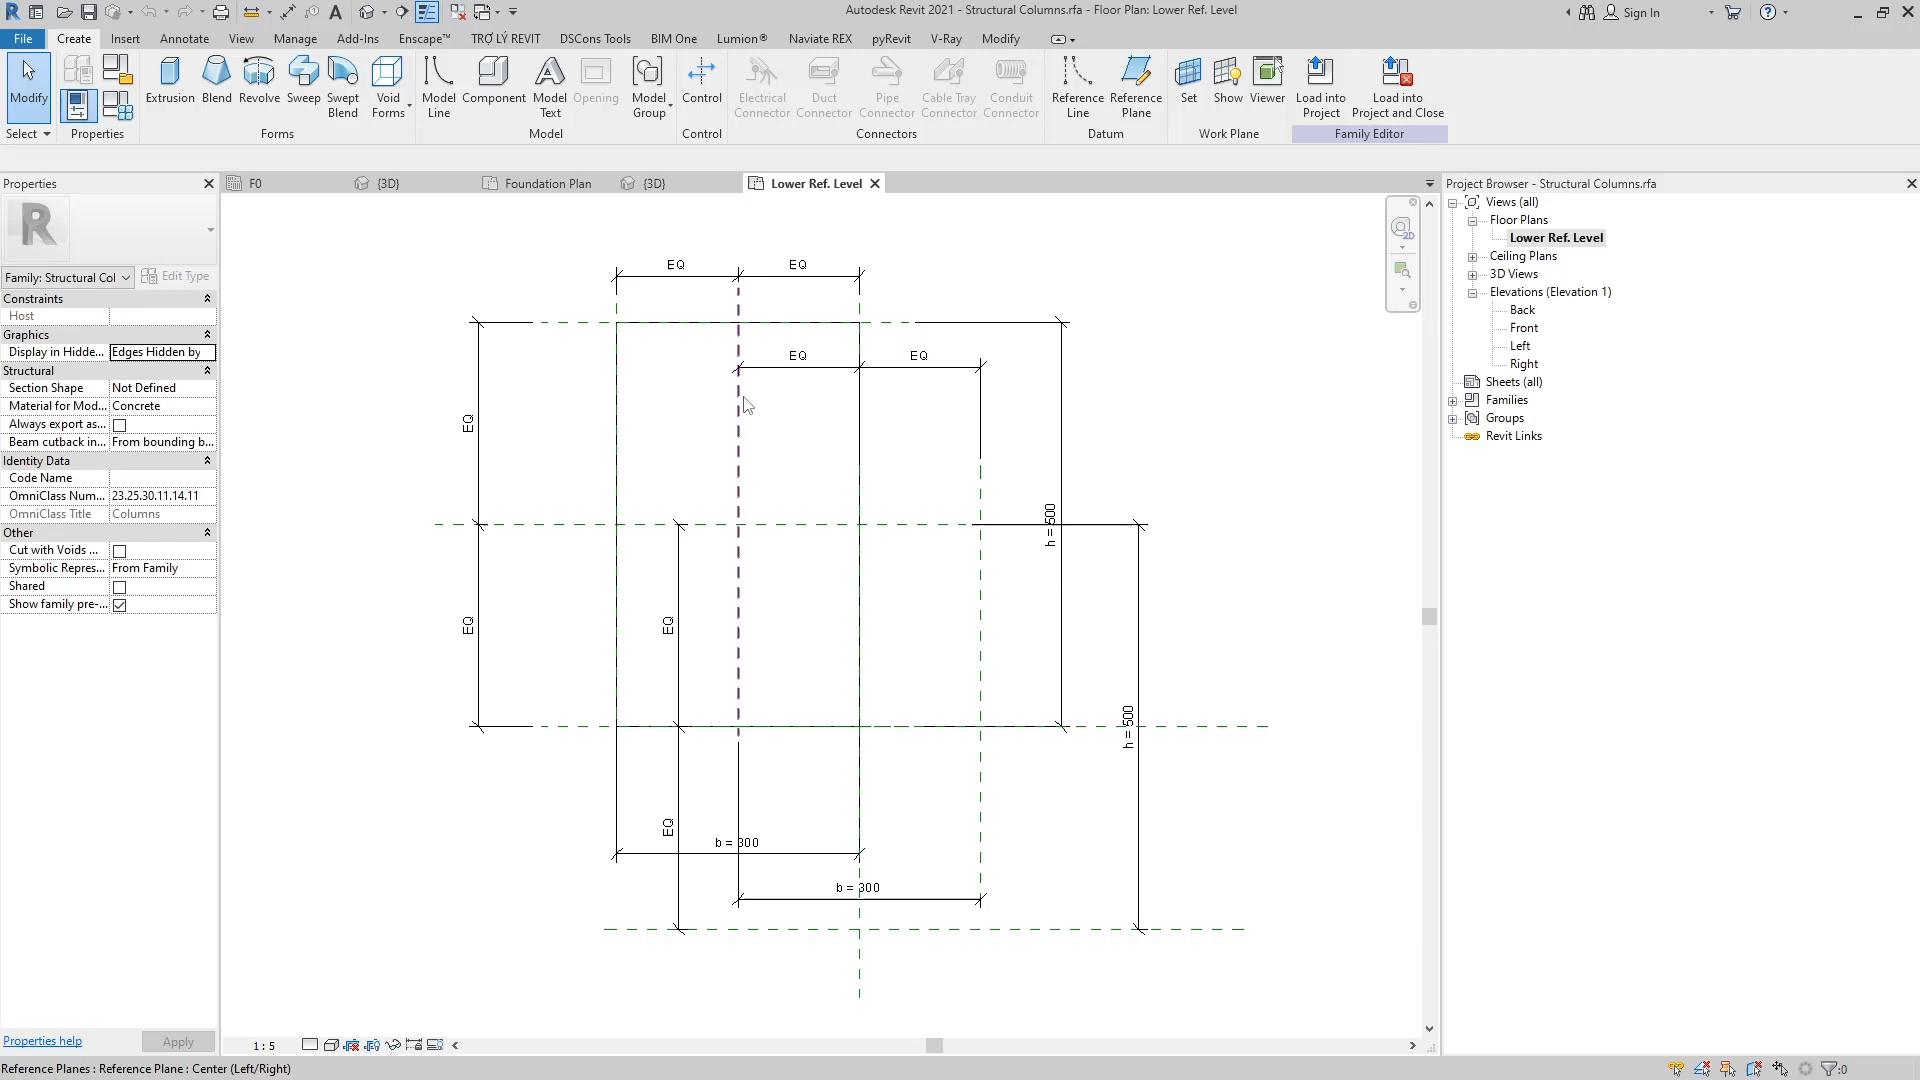 Autodesk Revit 2021 - Structural Columns.rfa - Floor Plan: Lower Ref. Level
Sign In
File Create Insert Annotate View Manage Add-Ins Enscape™ TRỢ LÝ REVIT DSCons Tools BIM One Lumion® Naviate REX pyRevit V-Ray Modify
Modify
Extrusion Blend Revolve Sweep Swept Blend Void Forms
Model Line Component Model Text Opening Model Group
Control
Electrical Connector Duct Connector Pipe Connector Cable Tray Connector Conduit Connector
Reference Line Reference Plane
Set Show Viewer
Load into Project Load into Project and Close
Select Properties Forms Model Control Connectors Datum Work Plane Family Editor
Properties
F0 {3D} Foundation Plan {3D} Lower Ref. Level
Project Browser - Structural Columns.rfa
Family: Structural Col Edit Type
Constraints
Host
Graphics
Display in Hidde... Edges Hidden by
Structural
Section Shape Not Defined
Material for Mod... Concrete
Always export as...
Beam cutback in... From bounding b...
Identity Data
Code Name
OmniClass Num... 23.25.30.11.14.11
OmniClass Title Columns
Other
Cut with Voids ...
Symbolic Repres... From Family
Shared
Show family pre-...
Properties help Apply
EQ EQ
EQ EQ
EQ
h = 500
EQ
EQ
h = 500
EQ
b = 300
b = 300
2D
Views (all)
Floor Plans
Lower Ref. Level
Ceiling Plans
3D Views
Elevations (Elevation 1)
Back
Front
Left
Right
Sheets (all)
Families
Groups
Revit Links
1 : 5
Reference Planes : Reference Plane : Center (Left/Right)
:0